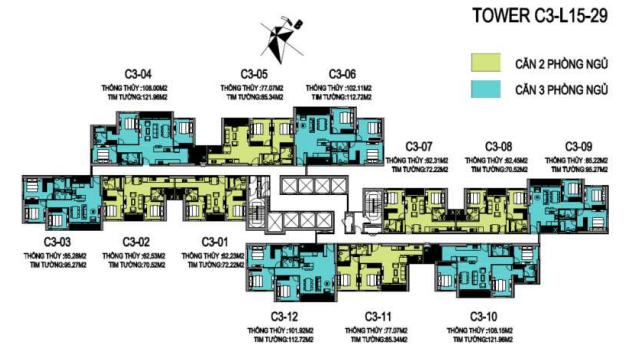 TOWER C3-L15-29
B
CĂN 2 PHÒNG NGỦ
CĂN 3 PHÒNG NGỦ
C3-04
THÔNG THỦY :108.00M2
TIM TƯỜNG:121.96M2
C3-05
THÔNG THỦY :77.07M2
TIM TƯỜNG:85.34M2
C3-06
THÔNG THỦY :102.11M2
TIM TƯỜNG:112.72M2
C3-07
THÔNG THỦY :62.31M2
TIM TƯỜNG:72.22M2
C3-08
THÔNG THỦY :62.45M2
TIM TƯỜNG:70.52M2
C3-09
THÔNG THỦY :85.22M2
TIM TƯỜNG:95.27M2
C3-03
THÔNG THỦY :85.28M2
TIM TƯỜNG:95.27M2
C3-02
THÔNG THỦY :62.53M2
TIM TƯỜNG:70.52M2
C3-01
THÔNG THỦY :62.23M2
TIM TƯỜNG:72.22M2
C3-12
THÔNG THỦY :101.92M2
TIM TƯỜNG:112.72M2
C3-11
THÔNG THỦY :77.07M2
TIM TƯỜNG:85.34M2
C3-10
THÔNG THỦY :108.15M2
TIM TƯỜNG:121.96M2